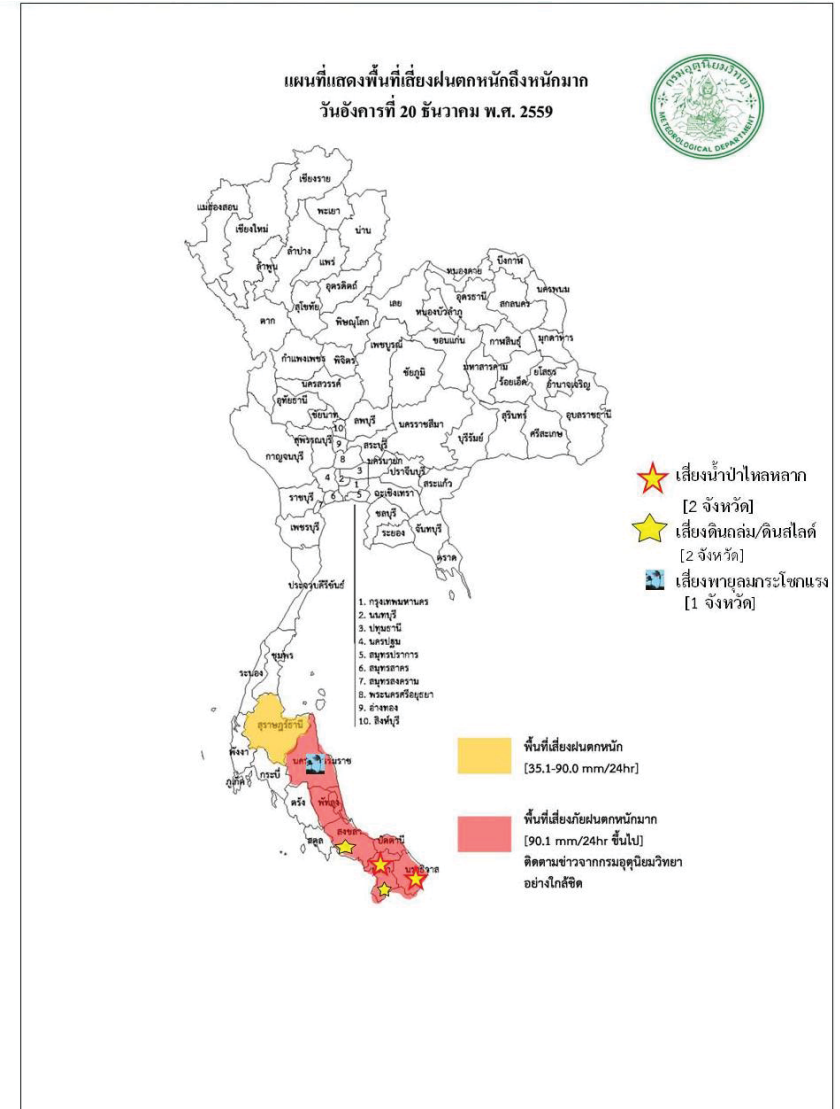 แผนที่แสดงพื้นที่เสี่ยงฝนตกหนักถึงหนักมาก
วันอังคารที่ 20 ธันวาคม พ.ศ. 2559
กรมอุตุนิยมวิทยา
METEOROLOGICAL DEPARTMENT
เชียงราย
แม่ฮ่องสอน
พะเยา
เชียงใหม่
น่าน
ลำปาง
ลำพูน
แพร่
บึงกาฬ
หนองคาย
อุตรดิตถ์
เลย
อุดรธานี
นครพนม
สกลนคร
สุโขทัย
หนองบัวลำภู
ตาก
พิษณุโลก
เพชรบูรณ์
ขอนแก่น
กาฬสินธุ์
มุกดาหาร
กำแพงเพชร
พิจิตร
ชัยภูมิ
มหาสารคาม
ยโสธร
ร้อยเอ็ด
อำนาจเจริญ
นครสวรรค์
อุทัยธานี
ชัยนาท
ลพบุรี
นครราชสีมา
สุรินทร์
อุบลราชธานี
10
สุพรรณบุรี
9
สระบุรี
บุรีรัมย์
ศรีสะเกษ
กาญจนบุรี
8
นครนายก
3
ปราจีนบุรี
4
2
1
สระแก้ว
ราชบุรี
6
5
ฉะเชิงเทรา
ชลบุรี
เพชรบุรี
ระยอง
จันทบุรี
ตราด
ประจวบคีรีขันธ์
ชุมพร
ระนอง
สุราษฎร์ธานี
พังงา
กระบี่
ภูเก็ต
ตรัง
พัทลุง
สงขลา
สตูล
ปัตตานี
เสี่ยงน้ำป่าไหลหลาก
[2 จังหวัด]
เสี่ยงดินถล่ม/ดินสไลด์
[2 จังหวัด]
เสี่ยงพายุลมกระโชกแรง
[1 จังหวัด]
1. กรุงเทพมหานคร
2. นนทบุรี
3. ปทุมธานี
4. นครปฐม
5. สมุทรปราการ
6. สมุทรสาคร
7. สมุทรสงคราม
8. พระนครศรีอยุธยา
9. อ่างทอง
10. สิงห์บุรี
พื้นที่เสี่ยงฝนตกหนัก
[35.1-90.0 mm/24hr]
พื้นที่เสี่ยงภัยฝนตกหนักมาก
[90.1 mm/24hr ขึ้นไป]
ติดตามข่าวจากกรมอุตุนิยมวิทยา
อย่างใกล้ชิด